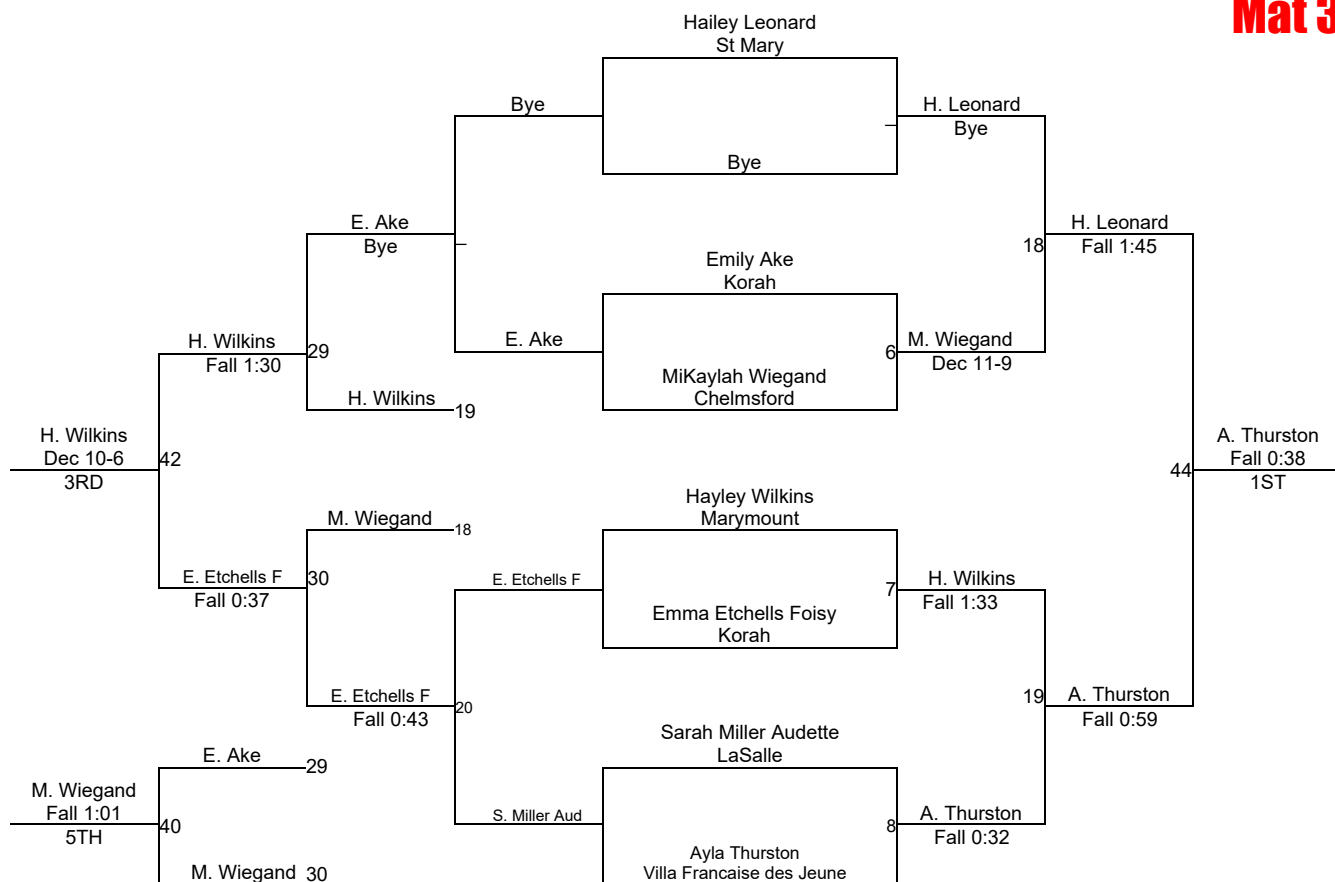 Mat 3
Hailey Leonard
St Mary
Bye
H. Leonard
Bye
Bye
E. Ake
Bye
H. Leonard
18
Fall 1:45
Emily Ake
Korah
H. Wilkins
Fall 1:30
29
E. Ake
6
M. Wiegand
Dec 11-9
MiKaylah Wiegand
Chelmsford
H. Wilkins
19
H. Wilkins
Dec 10-6
3RD
42
A. Thurston
Fall 0:38
1ST
44
Hayley Wilkins
Marymount
M. Wiegand
18
E. Etchells F
Fall 0:37
30
E. Etchells F
7
H. Wilkins
Fall 1:33
Emma Etchells Foisy
Korah
E. Etchells F
Fall 0:43
20
19
A. Thurston
Fall 0:59
Sarah Miller Audette
LaSalle
E. Ake
29
M. Wiegand
Fall 1:01
5TH
40
S. Miller Aud
8
A. Thurston
Fall 0:32
Ayla Thurston
Villa Francaise des Jeune
M. Wiegand
30